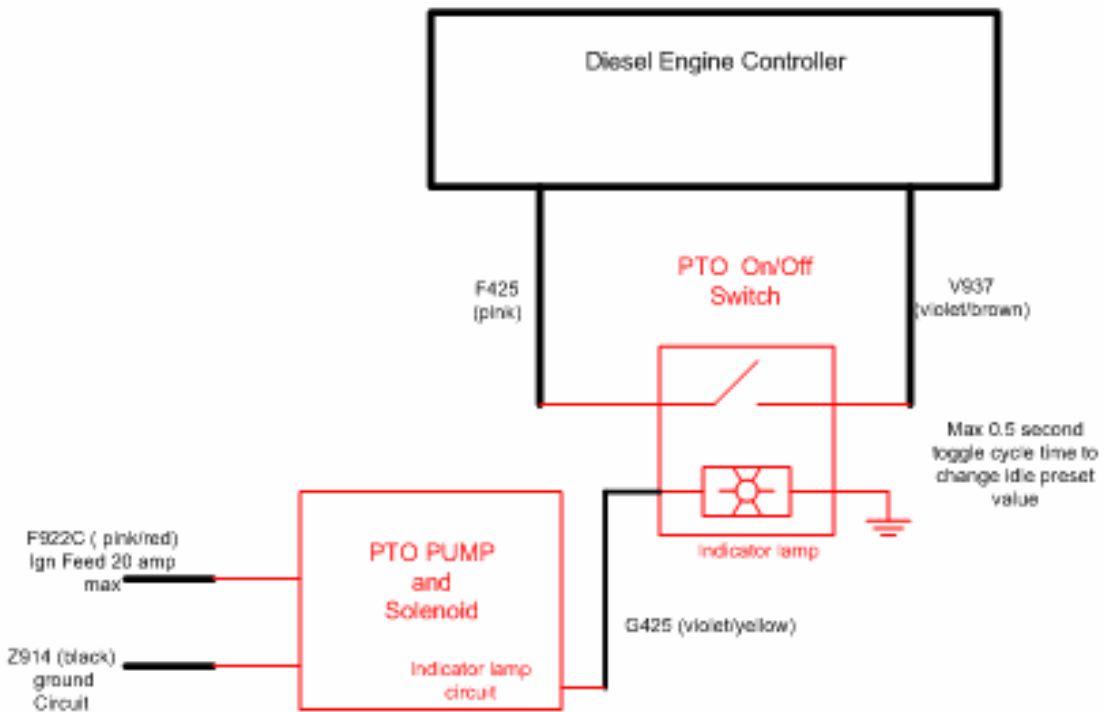 Diesel Engine Controller
F425
(pink)
PTO On/Off
Switch
V937
(violet/brown)
Max 0.5 second
toggle cycle time to
change idle preset
value
Indicator lamp
F922C ( pink/red)
Ign Feed 20 amp
max
PTO PUMP
and
Solenoid
G425 (violet/yellow)
Z914 (black)
ground
Circuit
Indicator lamp
circuit